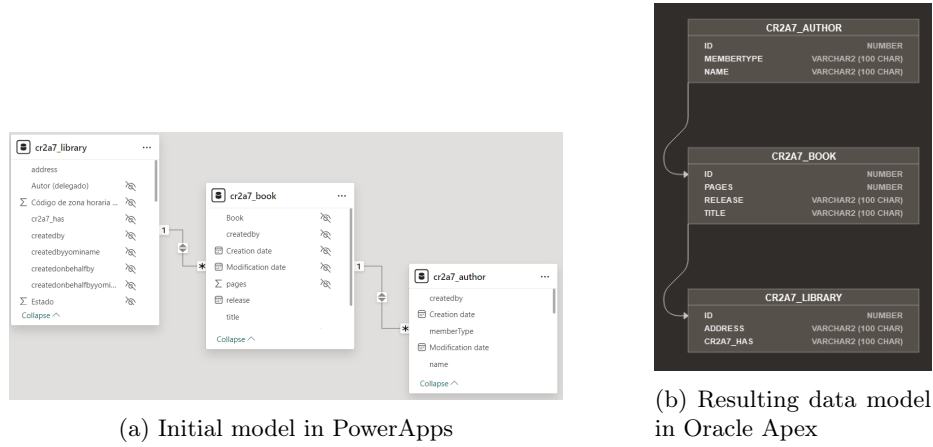 cr2a7_library ...
address
Autor (delegado)
Código de zona horaria ...
cr2a7_has
createdby
createdbyyominame
createdonbehalfby
createdonbehalfbyyomi...
Estado
Collapse
1
*
cr2a7_book ...
Book
createdby
Creation date
Modification date
pages
release
title
Collapse
1
*
cr2a7_author ...
createdby
Creation date
memberType
Modification date
name
Collapse
(a) Initial model in PowerApps
CR2A7_AUTHOR
ID NUMBER
MEMBERTYPE VARCHAR2 (100 CHAR)
NAME VARCHAR2 (100 CHAR)
CR2A7_BOOK
ID NUMBER
PAGES NUMBER
RELEASE VARCHAR2 (100 CHAR)
TITLE VARCHAR2 (100 CHAR)
CR2A7_LIBRARY
ID NUMBER
ADDRESS VARCHAR2 (100 CHAR)
CR2A7_HAS VARCHAR2 (100 CHAR)
(b) Resulting data model
in Oracle Apex